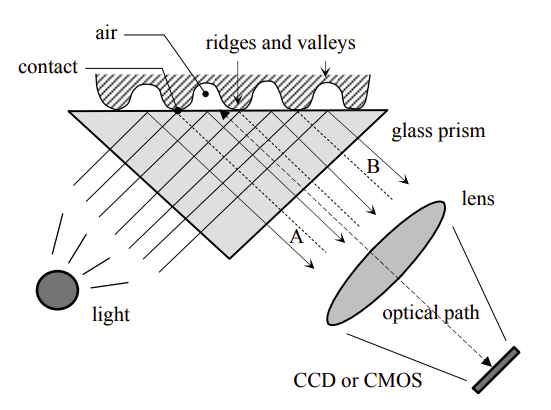 air
ridges and valleys
contact
glass prism
B
lens
A
optical path
light
CCD or CMOS